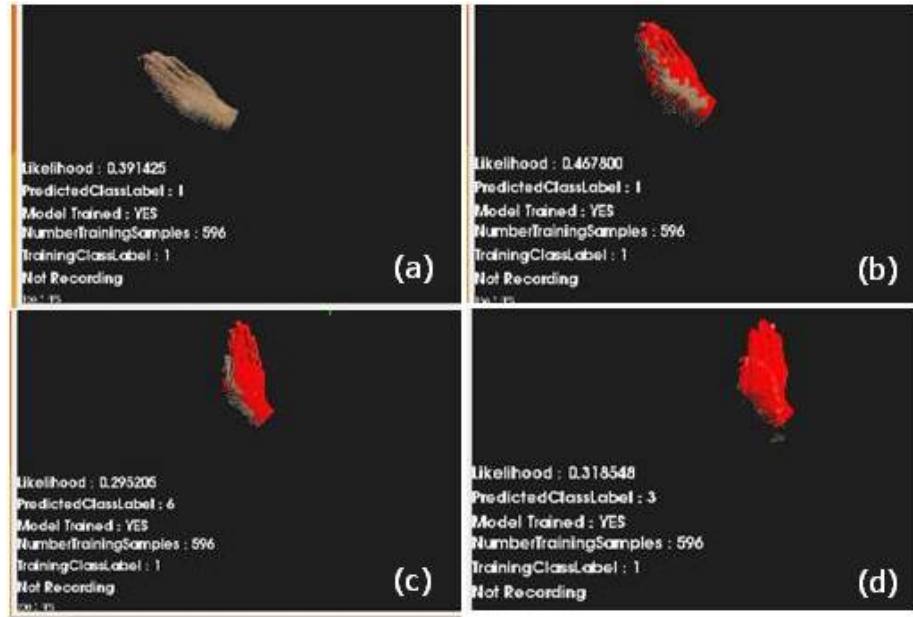 Likelihood : 0.391425
PredictedClassLabel : 1
Model Trained : YES
NumberTrainingSamples : 596
TrainingClassLabel : 1
Not Recording
(a)
Likelihood : 0.467800
PredictedClassLabel : 1
Model Trained : YES
NumberTrainingSamples : 596
TrainingClassLabel : 1
Not Recording
(b)
Likelihood : 0.295205
PredictedClassLabel : 6
Model Trained : YES
NumberTrainingSamples : 596
TrainingClassLabel : 1
Not Recording
(c)
Likelihood : 0.318548
PredictedClassLabel : 3
Model Trained : YES
NumberTrainingSamples : 596
TrainingClassLabel : 1
Not Recording
(d)